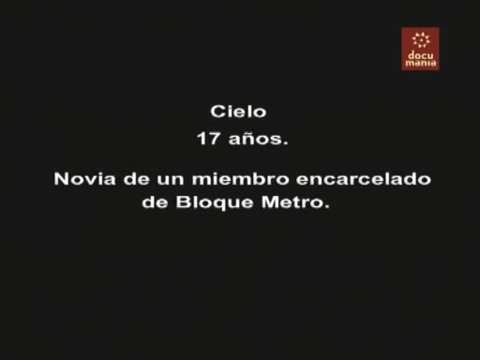 docu
mania
Cielo
17 años.
Novia de un miembro encarcelado
de Bloque Metro.